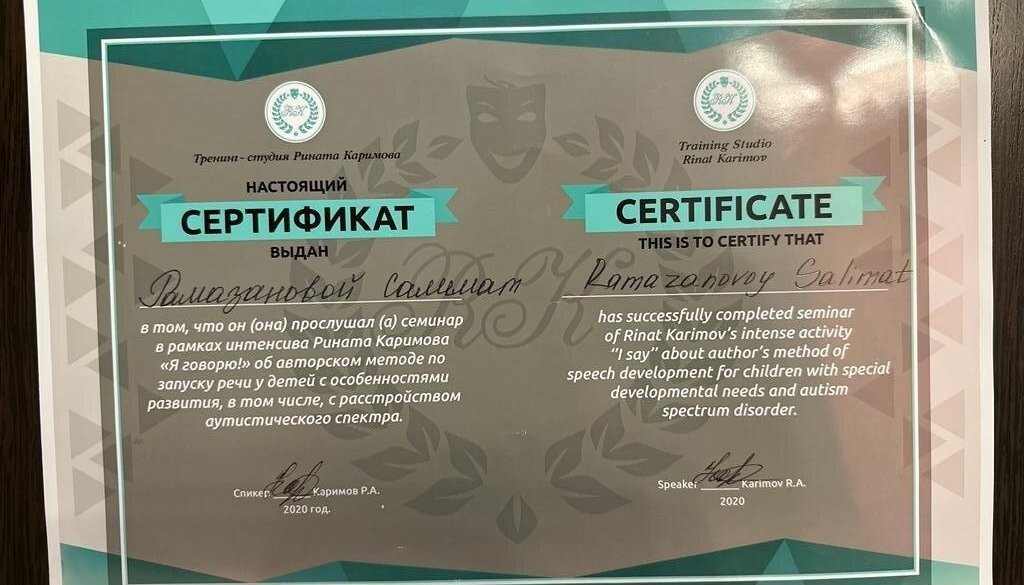 RK
Тренинг-студия Рината Каримова
НАСТОЯЩИЙ
СЕРТИФИКАТ
ВЫДАН
Рамазановой Салимат
в том, что он (она) прослушал (а) семинар
в рамках интенсива Рината Каримова
«Я говорю!» об авторском методе по
запуску речи у детей с особенностями
развития, в том числе, с расстройством
аутистического спектра.
Спикер Каримов Р.А.
2020 год.
RK
Training Studio
Rinat Karimov
CERTIFICATE
THIS IS TO CERTIFY THAT
Ramazanovoy Salimat
has successfully completed seminar
of Rinat Karimov's intense activity
"I say" about author's method of
speech development for children with special
developmental needs and autism
spectrum disorder.
Speaker Karimov R.A.
2020
RK